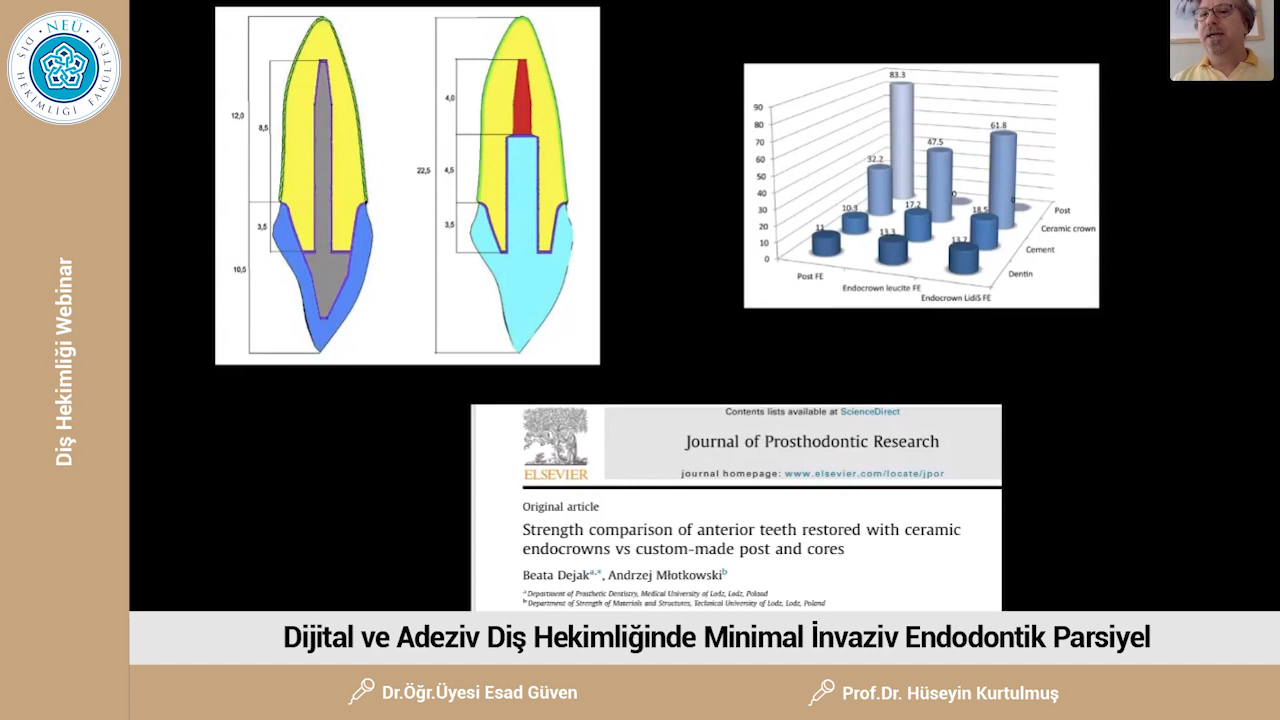 · NEÜ ·
DİŞ HEKİMLİĞİ FAKÜLTESİ
Diş Hekimliği Webinar
12,0
8,5
3,5
10,5
4,0
22,5
4,5
3,5
90
80
70
60
50
40
30
20
10
0
83.3
61.8
47.5
32.2
0
0
10.3
17.2
18.5
11
13.3
13.7
Post
Ceramic crown
Cement
Dentin
Post FE
Endocrown leucite FE
Endocrown LidiS FE
Contents lists available at ScienceDirect
Journal of Prosthodontic Research
journal homepage: www.elsevier.com/locate/jpor
ELSEVIER
Original article
Strength comparison of anterior teeth restored with ceramic
endocrowns vs custom-made post and cores
Beata Dejak a,*, Andrzej Młotkowski b
a Department of Prosthetic Dentistry, Medical University of Lodz, Lodz, Poland
b Department of Strength of Materials and Structures, Technical University of Lodz, Lodz, Poland
Dijital ve Adeziv Diş Hekimliğinde Minimal İnvaziv Endodontik Parsiyel
Dr.Öğr.Üyesi Esad Güven
Prof.Dr. Hüseyin Kurtulmuş